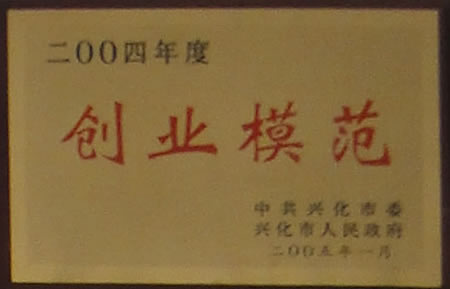 二OO四年度
创业模范
中共兴化市委
兴化市人民政府
二OO五年一月